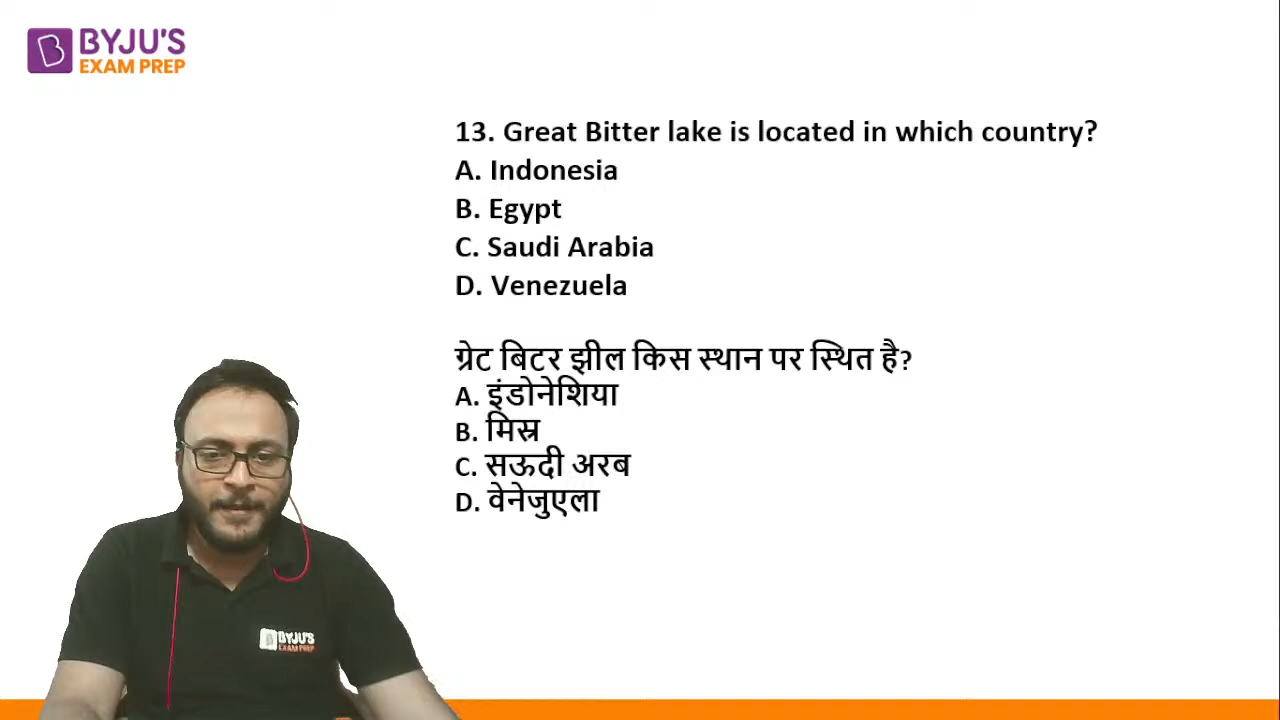 BYJU'S
EXAM PREP
13. Great Bitter lake is located in which country?
A. Indonesia
B. Egypt
C. Saudi Arabia
D. Venezuela
ग्रेट बिटर झील किस स्थान पर स्थित है?
A. इंडोनेशिया
B. मिस्र
C. सऊदी अरब
D. वेनेजुएला
BYJU'S
EXAM PREP